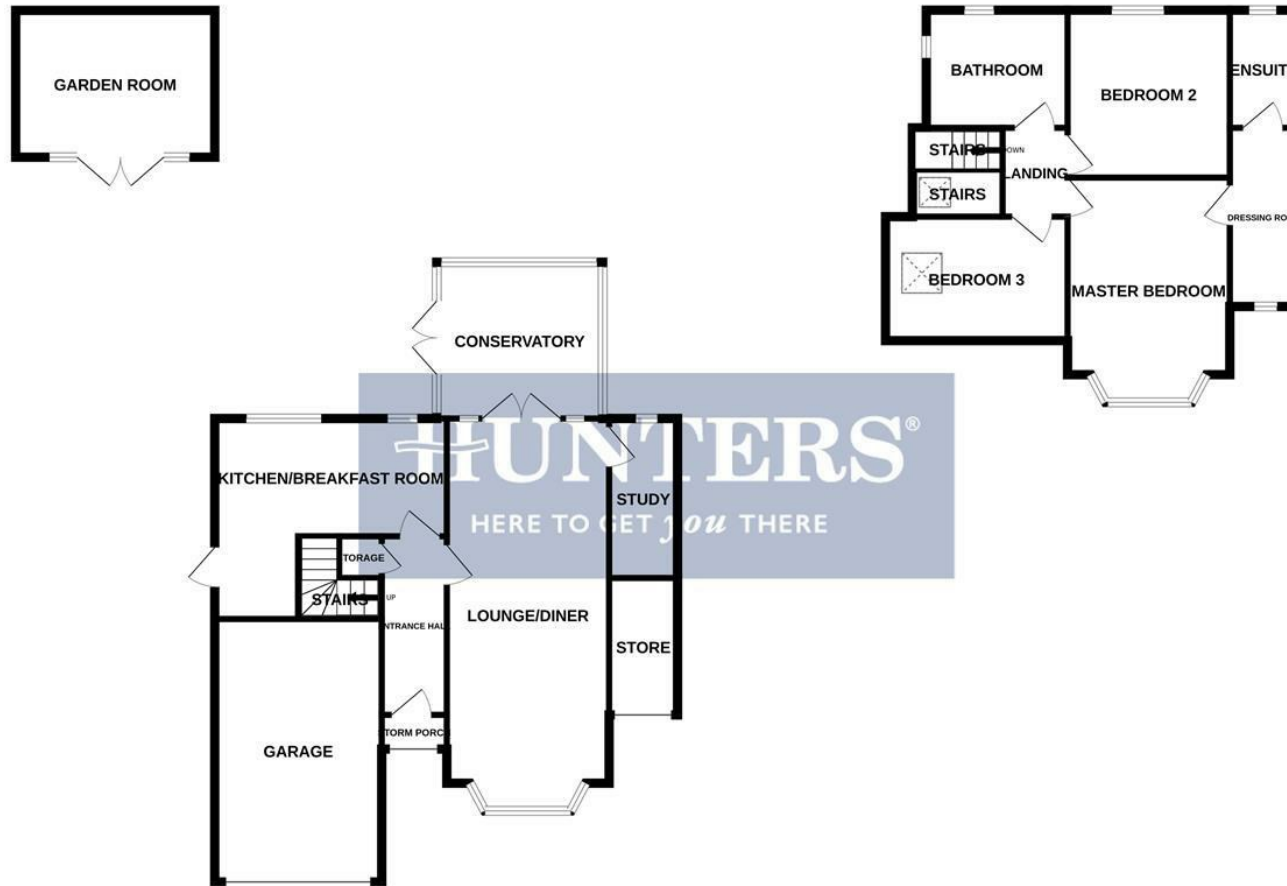 GARDEN ROOM
BATHROOM
BEDROOM 2
ENSUIT
STAIRS
DOWN
LANDING
STAIRS
DRESSING RO
BEDROOM 3
MASTER BEDROOM
CONSERVATORY
HUNTERS®
HERE TO GET you THERE
KITCHEN/BREAKFAST ROOM
STUDY
TORAGE
STAIRS
UP
NTRANCE HAL
LOUNGE/DINER
STORE
TORM PORC
GARAGE